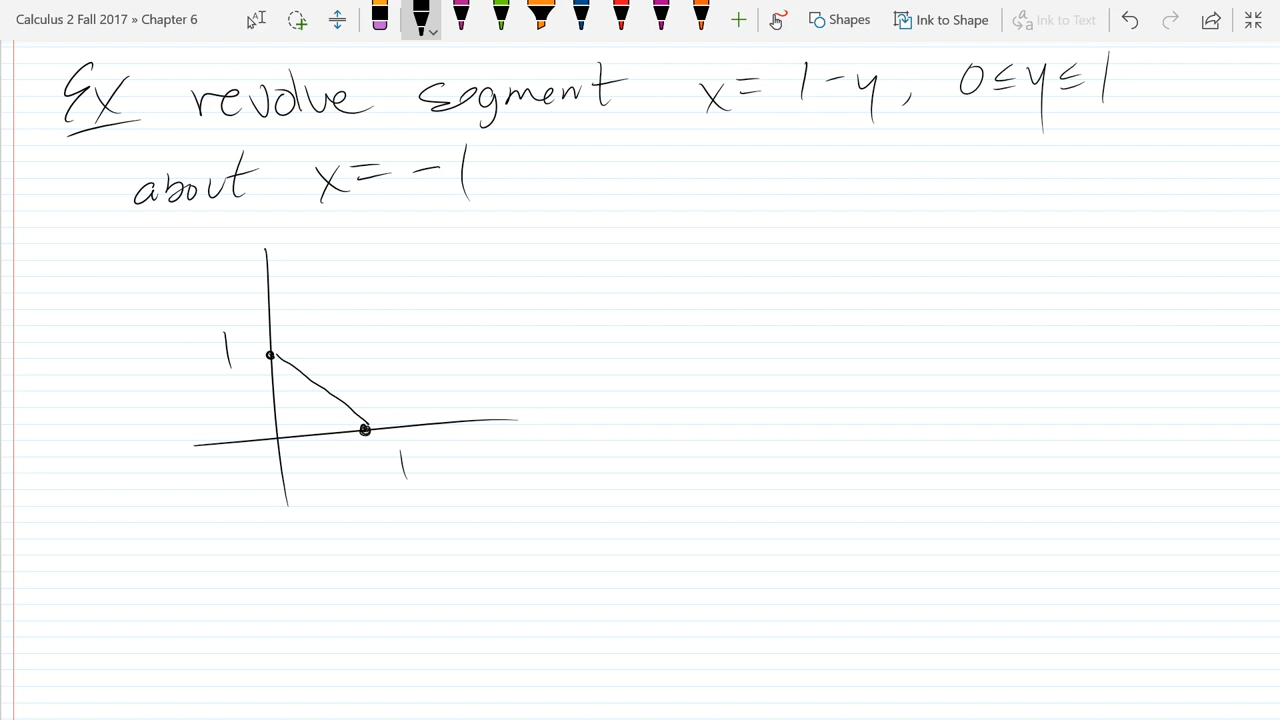 Calculus 2 Fall 2017 » Chapter 6
Shapes
Ink to Shape
Ink to Text
Ex revolve segment x = 1 - y, 0 ≤ y ≤ 1
about x = -1
1
1